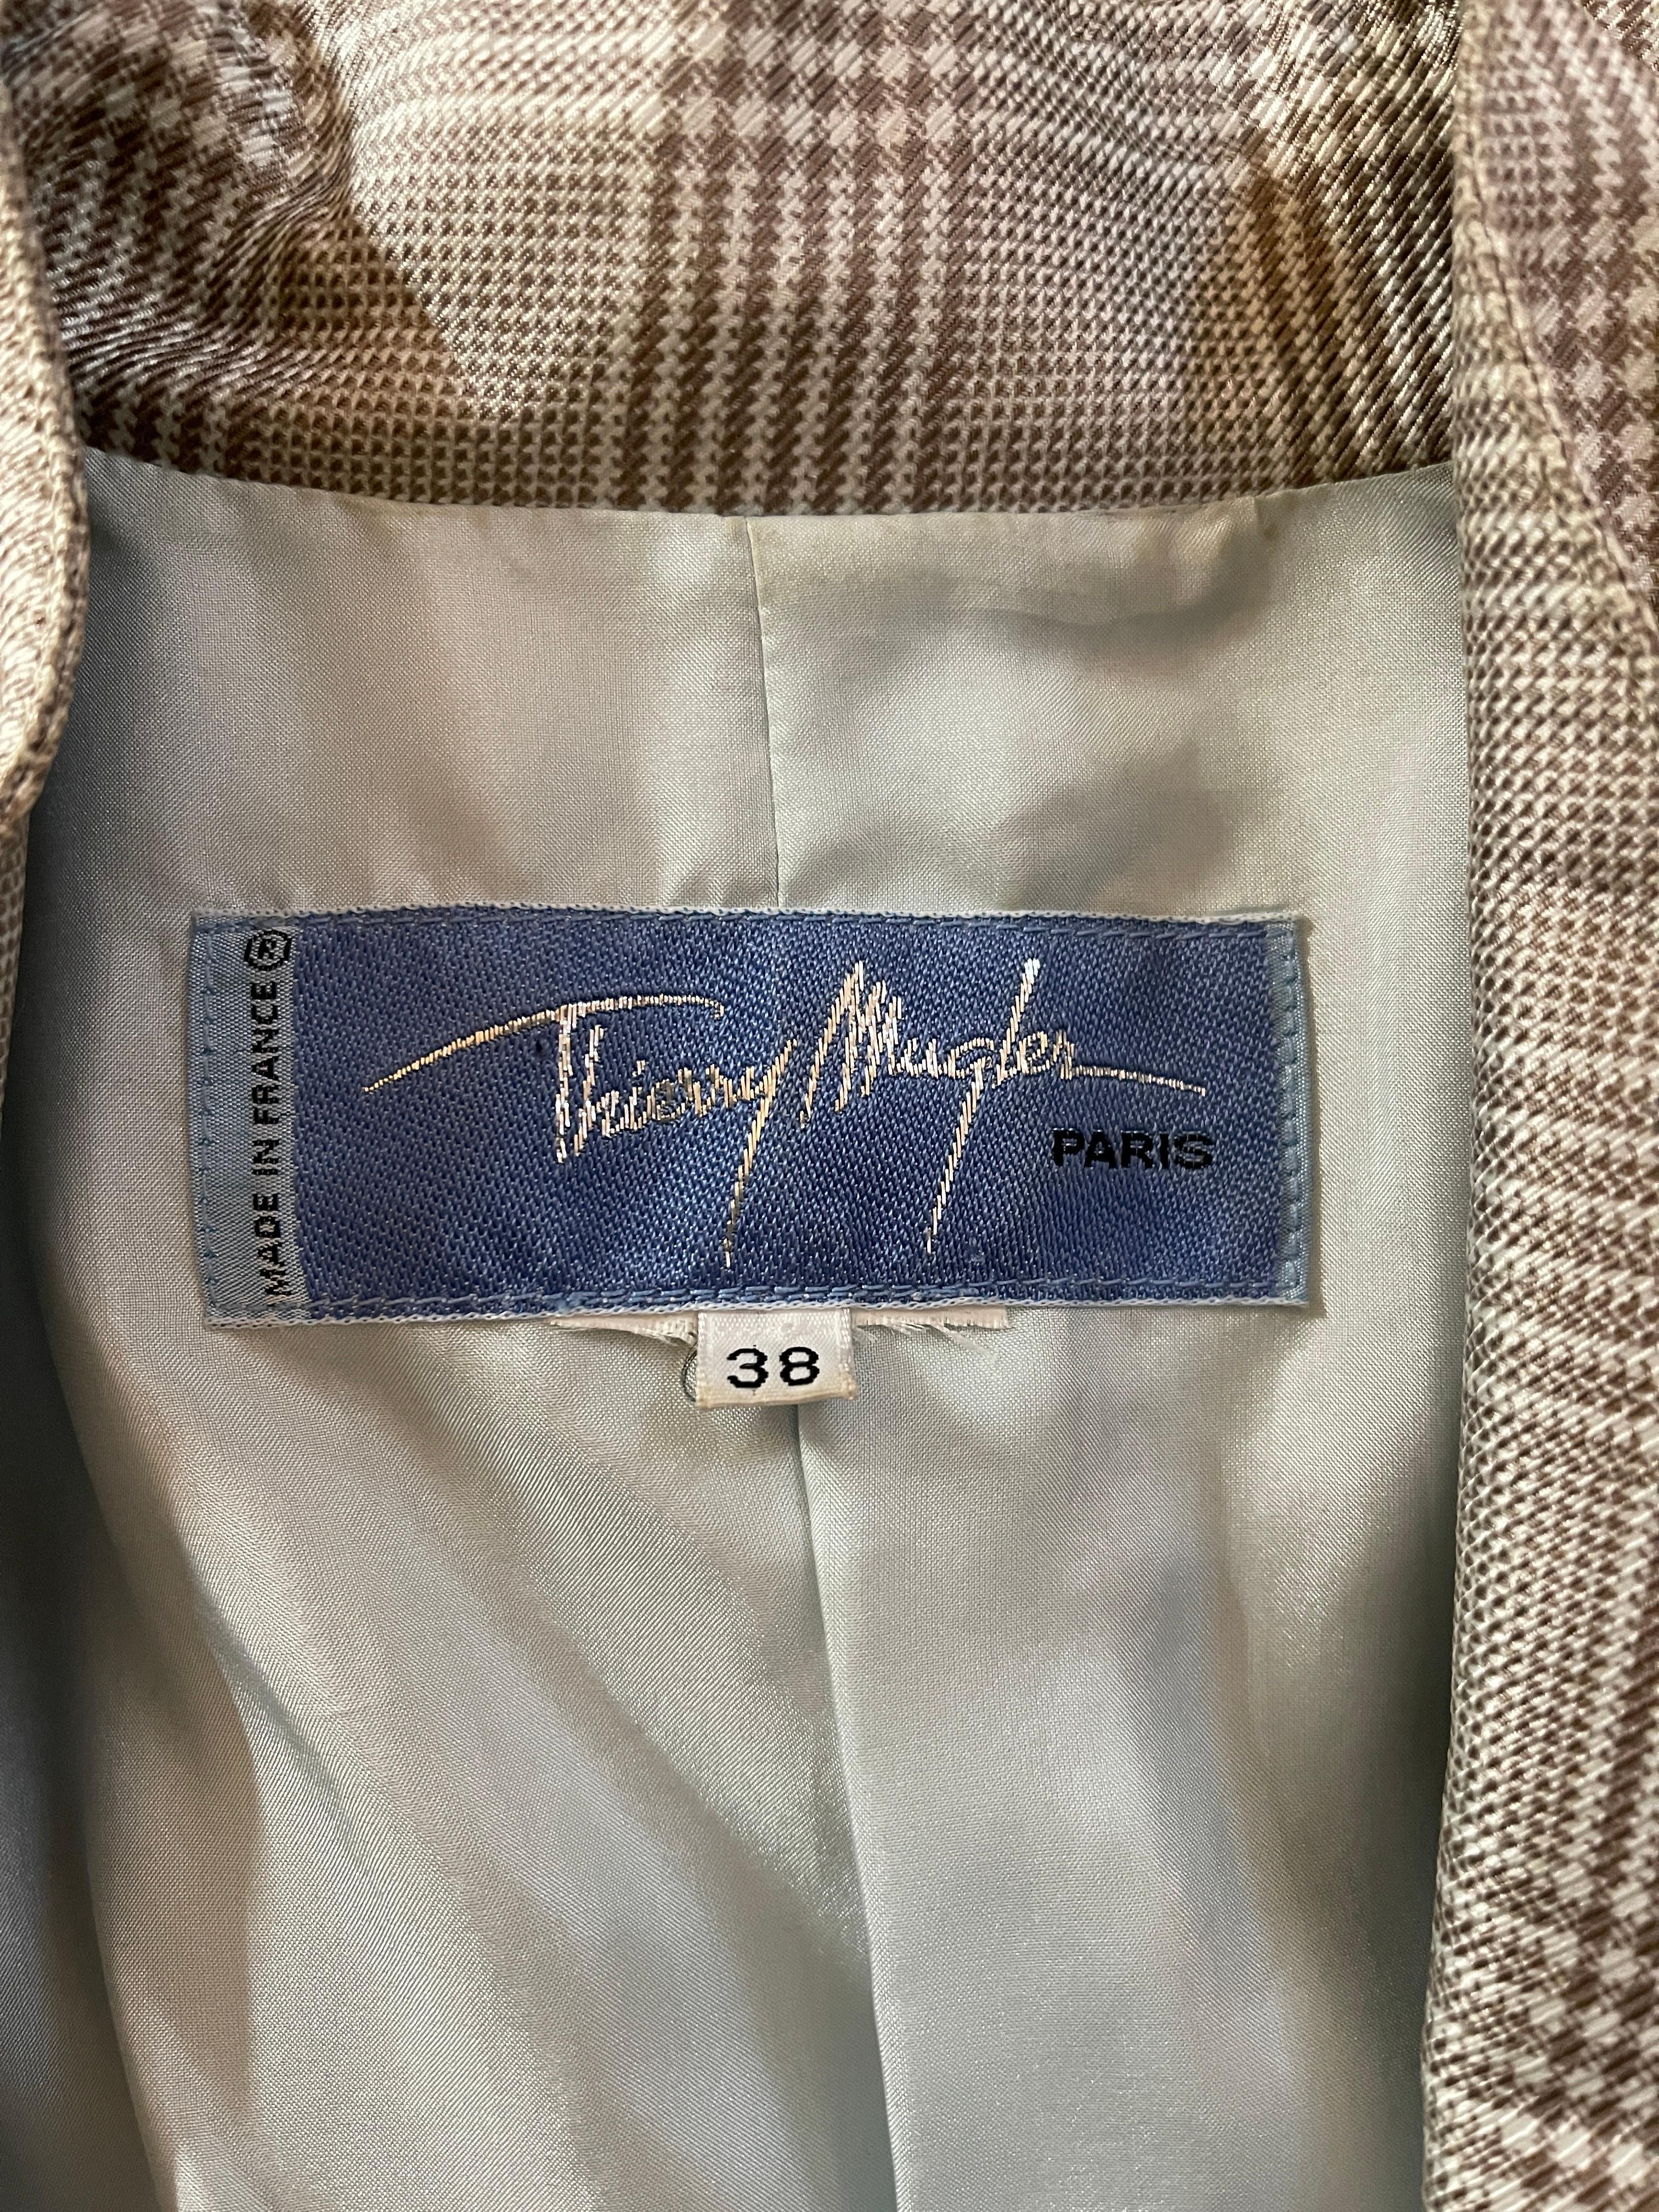 MADE IN FRANCE ®
Thierry Mugler
PARIS
38